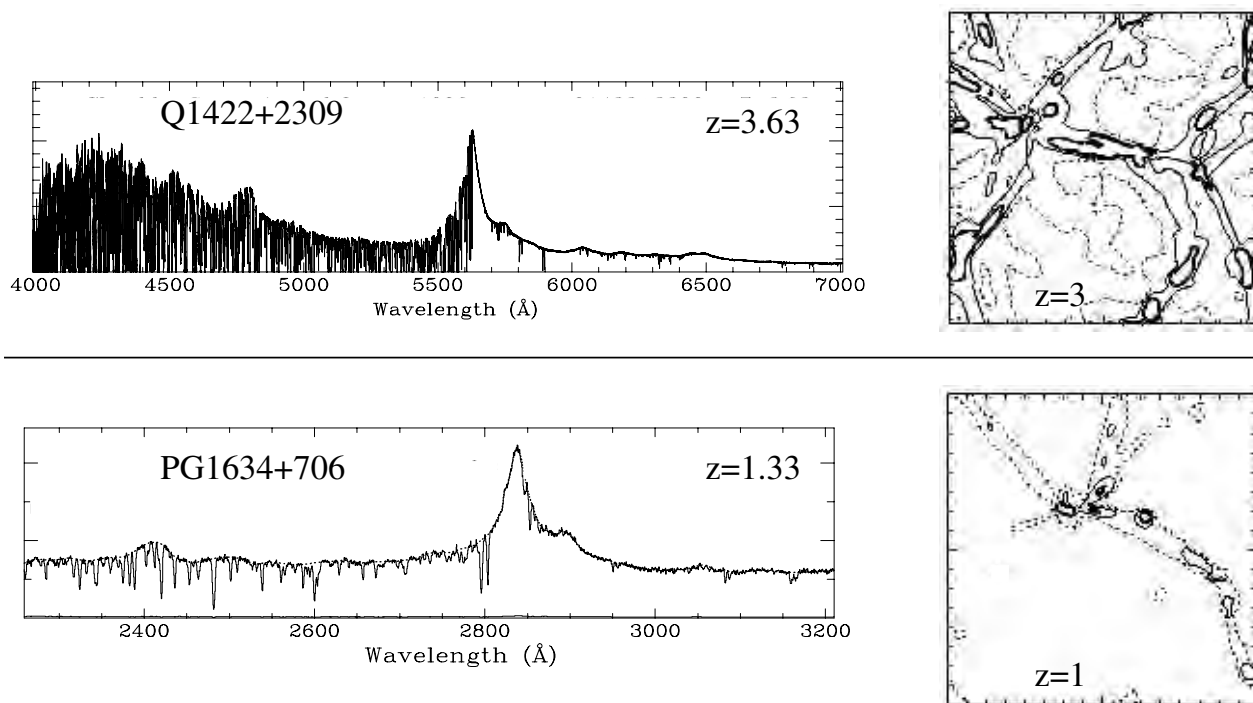 Q1422+2309
z=3.63
4000 4500 5000 5500 6000 6500 7000
Wavelength (Å)
z=3
PG1634+706
z=1.33
2400 2600 2800 3000 3200
Wavelength (Å)
z=1